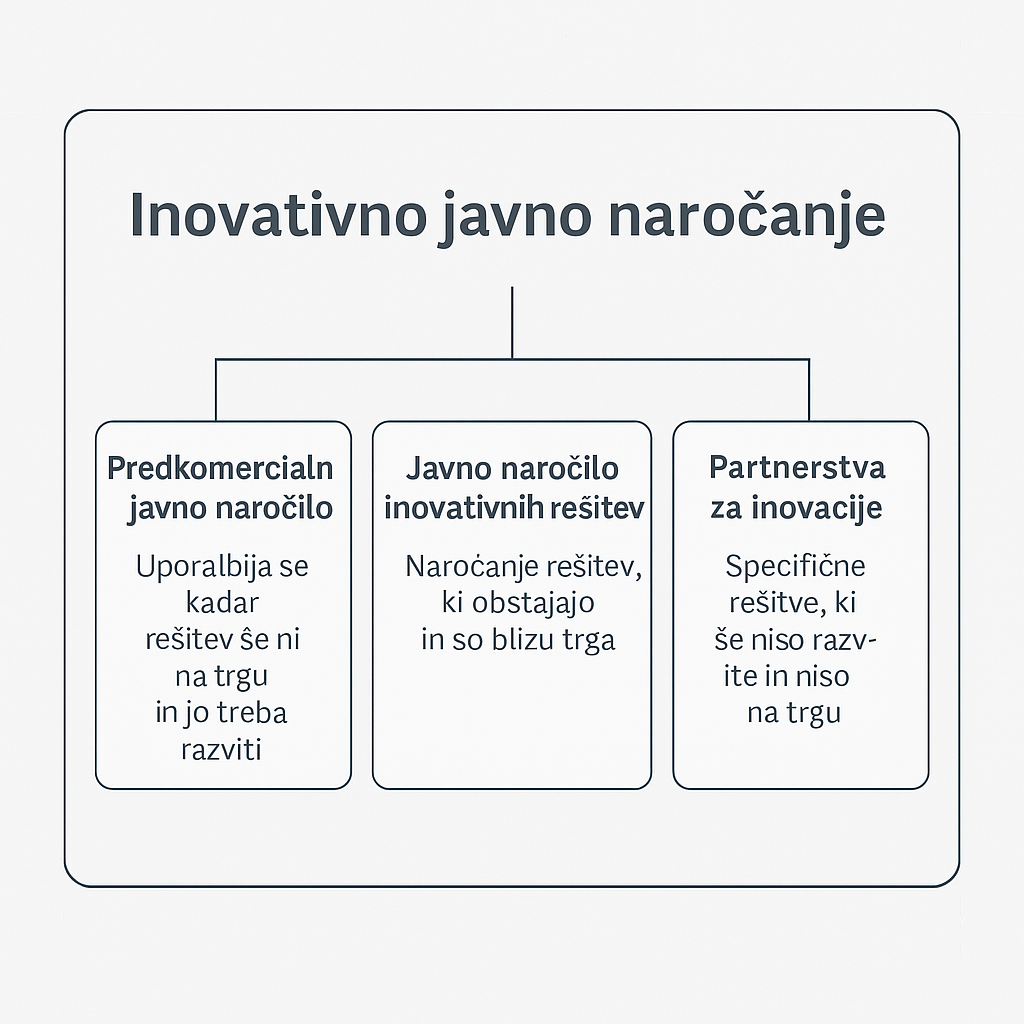 Inovativno javno naročanje
Predkomercialn
javno naročilo
Uporalbija se
kadar
rešitev ŝe ni
na trgu
in jo treba
razviti
Javno naročilo
inovativnih rešitev
Naroċanje rešitev,
ki obstajajo
in so blizu trga
Partnerstva
za inovacije
Specifične
rešitve, ki
še niso razv-
ite in niso
na trgu